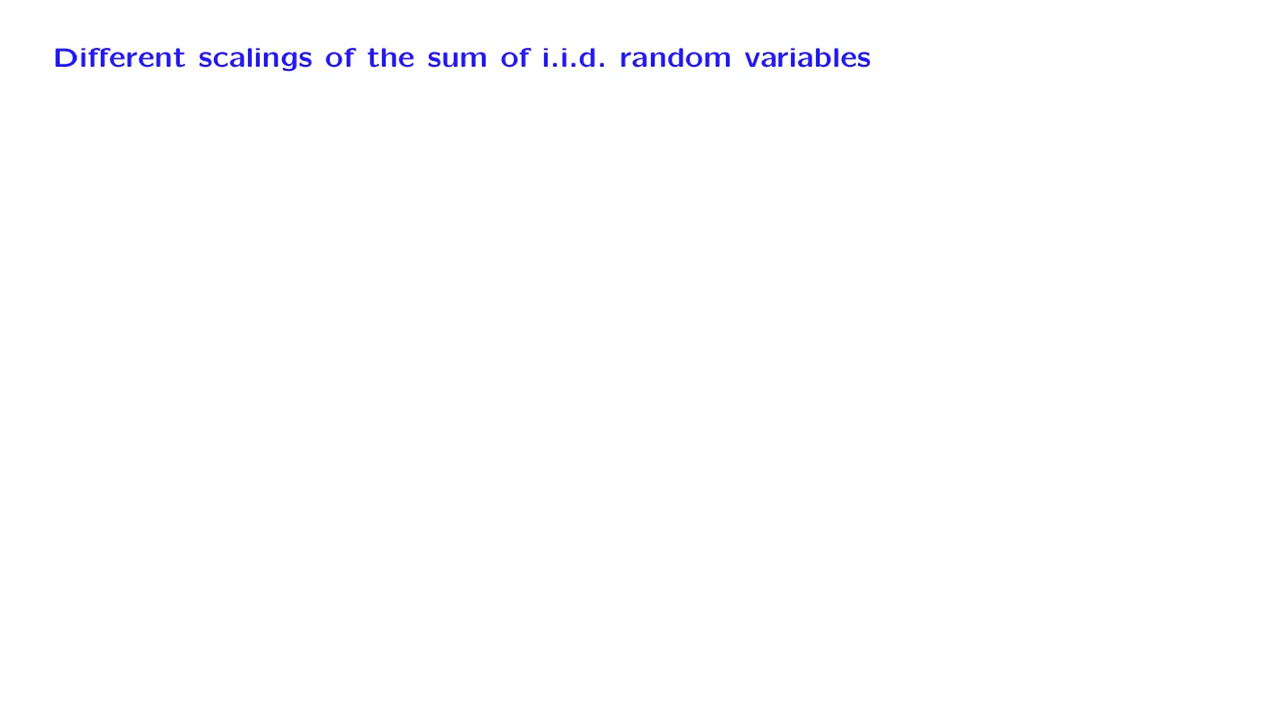 Different scalings of the sum of i.i.d. random variables